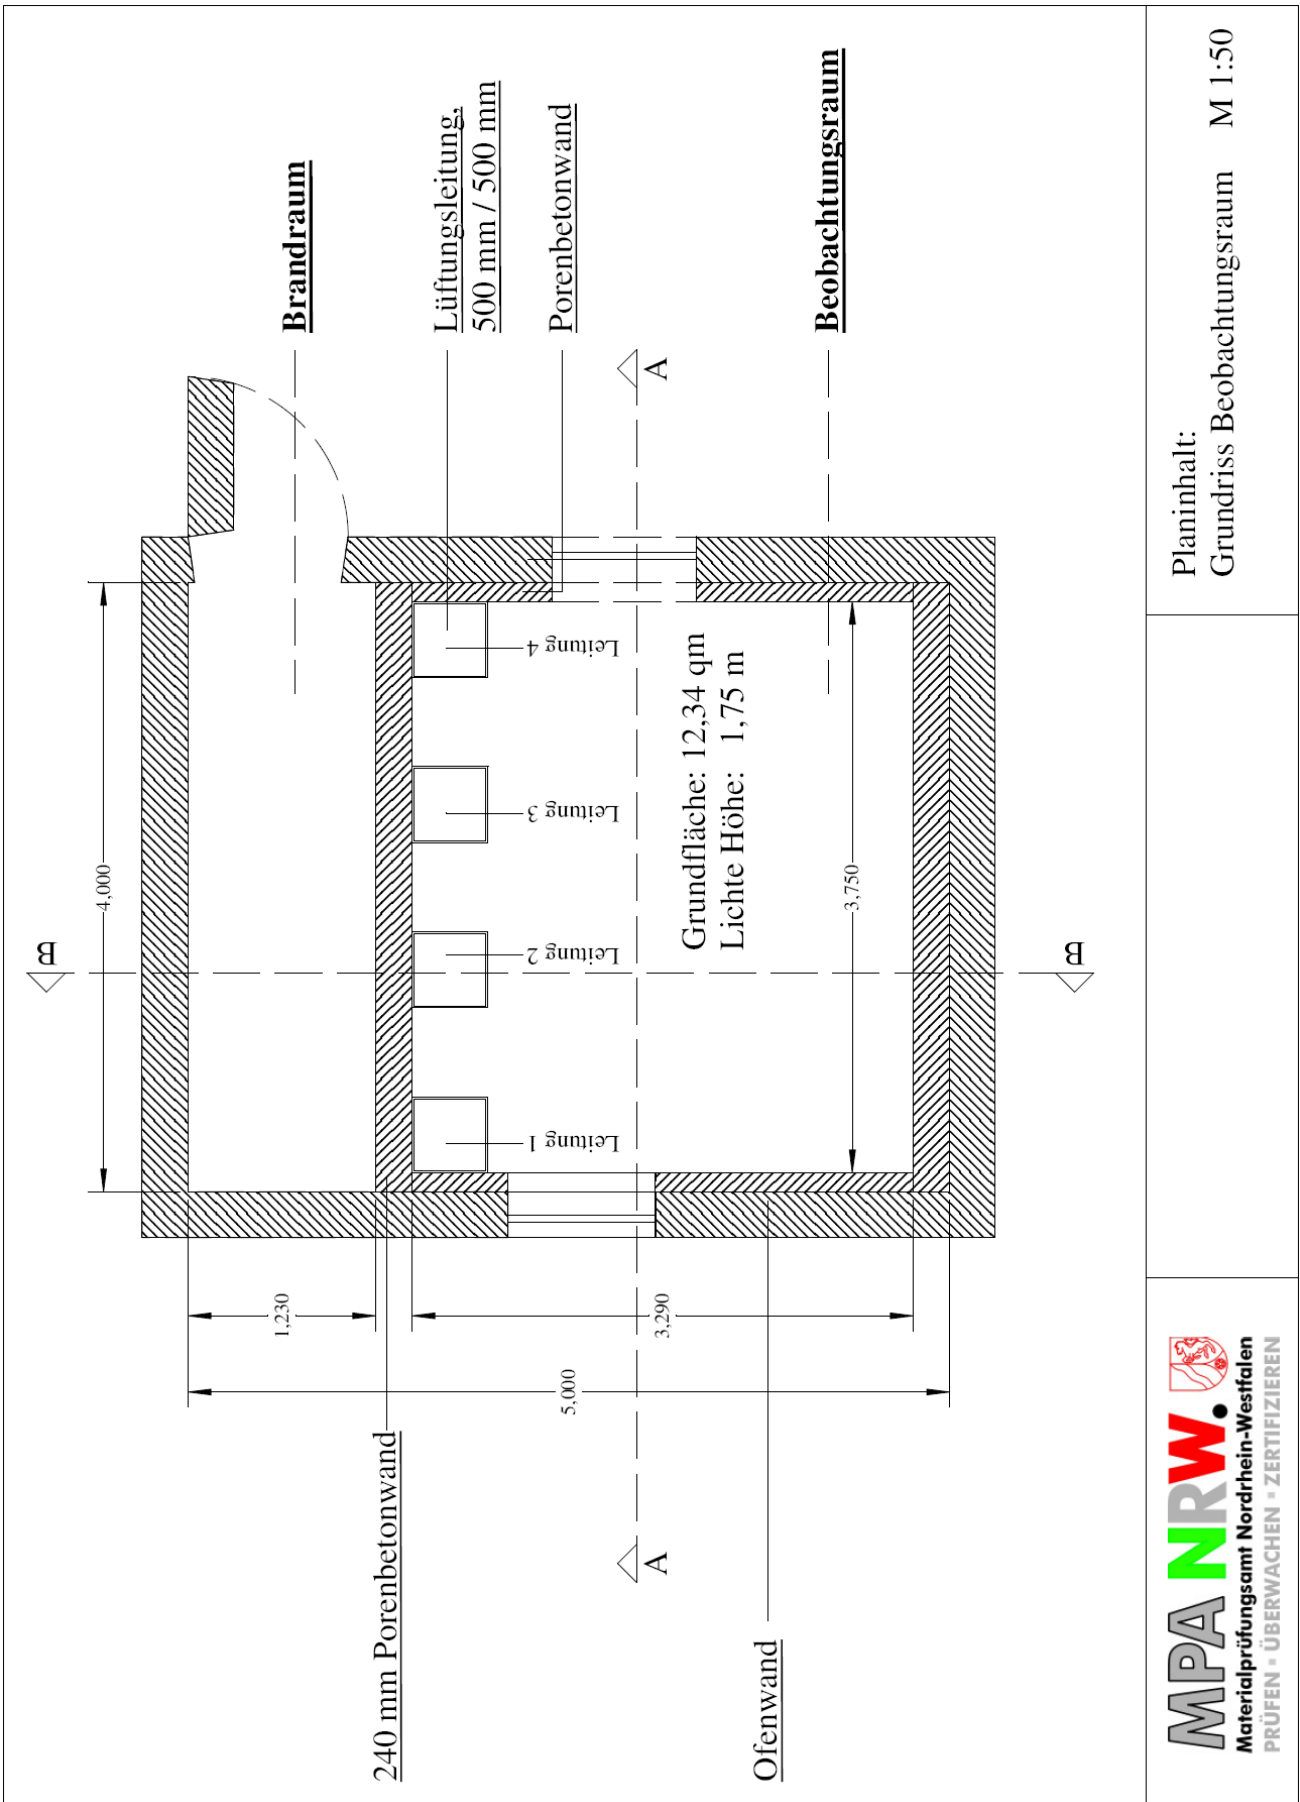 Brandraum
Lüftungsleitung,
500 mm / 500 mm
Porenbetonwand
Beobachtungsraum
A
A
B
B
4,000
Leitung 1
Leitung 2
Leitung 3
Leitung 4
Grundfläche: 12,34 qm
Lichte Höhe: 1,75 m
3,750
1,230
3,290
5,000
240 mm Porenbetonwand
Ofenwand
MPA NRW.
Materialprüfungsamt Nordrhein-Westfalen
PRÜFEN ▪ ÜBERWACHEN ▪ ZERTIFIZIEREN
Planinhalt:
Grundriss Beobachtungsraum M 1:50